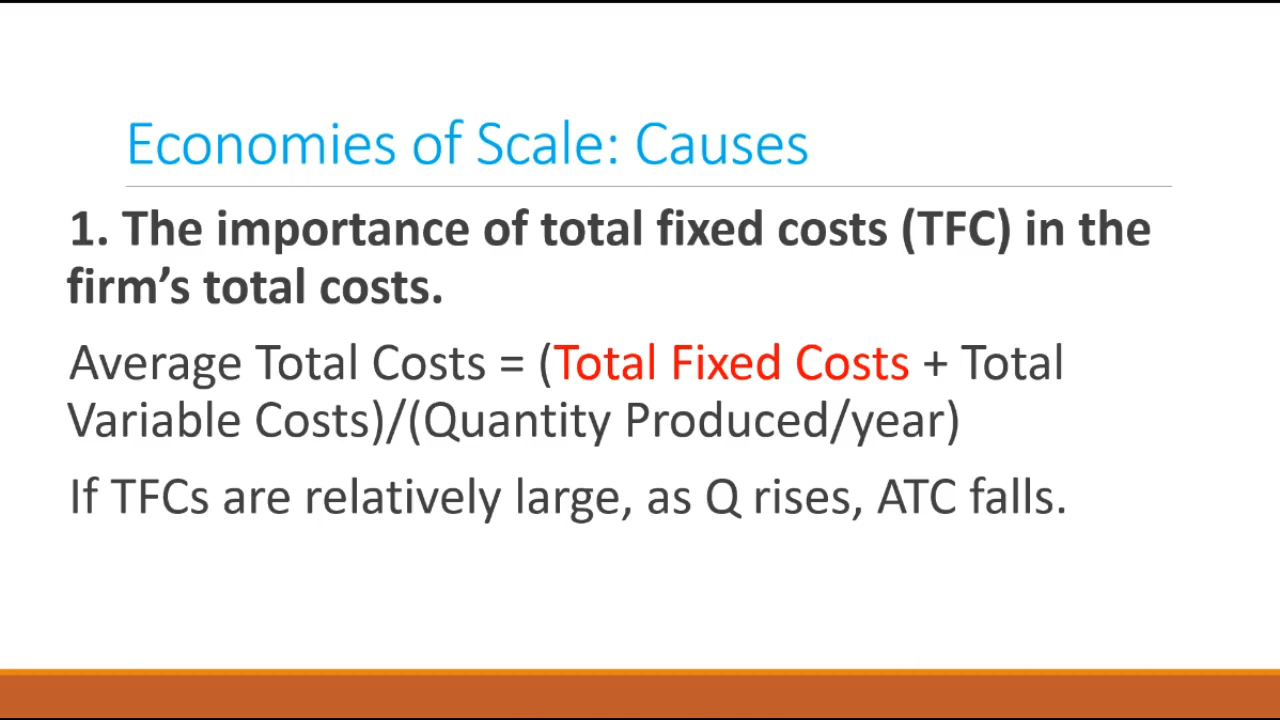 Economies of Scale: Causes
1. The importance of total fixed costs (TFC) in the
firm’s total costs.
Average Total Costs = (Total Fixed Costs + Total
Variable Costs)/(Quantity Produced/year)
If TFCs are relatively large, as Q rises, ATC falls.